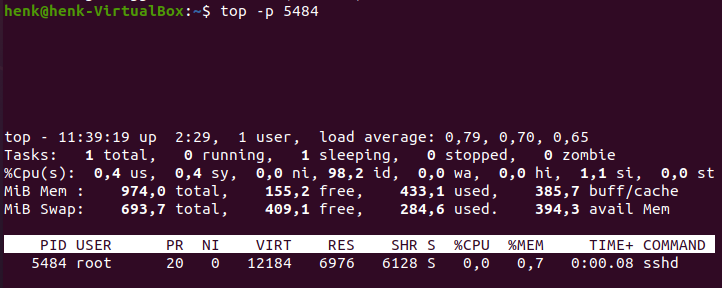 henk@henk-VirtualBox:~$ top -p 5484
top - 11:39:19 up  2:29,  1 user,  load average: 0,79, 0,70, 0,65
Tasks:   1 total,   0 running,   1 sleeping,   0 stopped,   0 zombie
%Cpu(s):  0,4 us,  0,4 sy,  0,0 ni, 98,2 id,  0,0 wa,  0,0 hi,  1,1 si,  0,0 st
MiB Mem :    974,0 total,    155,2 free,    433,1 used,    385,7 buff/cache
MiB Swap:    693,7 total,    409,1 free,    284,6 used.    394,3 avail Mem
PID USER      PR  NI    VIRT    RES    SHR S  %CPU  %MEM     TIME+ COMMAND
5484 root      20   0   12184   6976   6128 S   0,0   0,7   0:00.08 sshd